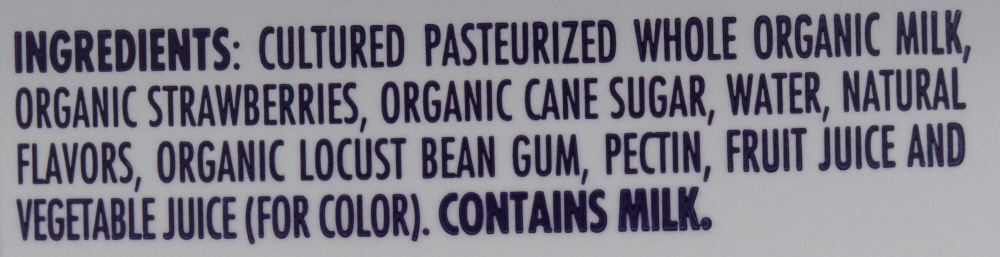 INGREDIENTS: CULTURED PASTEURIZED WHOLE ORGANIC MILK,
ORGANIC STRAWBERRIES, ORGANIC CANE SUGAR, WATER, NATURAL
FLAVORS, ORGANIC LOCUST BEAN GUM, PECTIN, FRUIT JUICE AND
VEGETABLE JUICE (FOR COLOR). CONTAINS MILK.